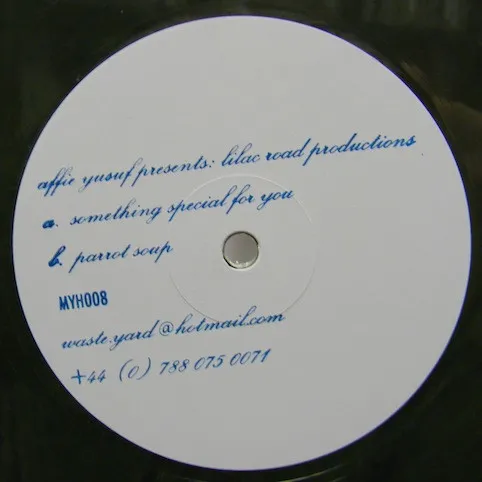 affie yusuf presents: lilac road productions
a. something special for you
b. parrot soup
MYH008
waste.yard@hotmail.com
+44 (0) 788 075 0071